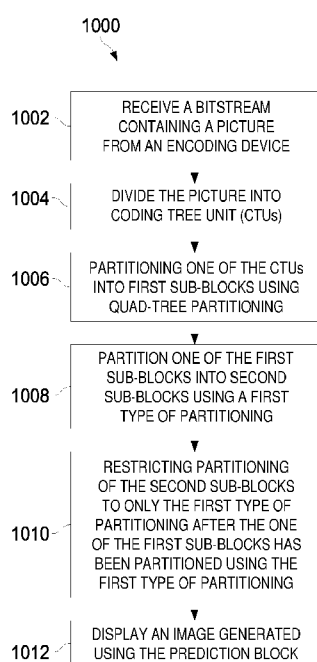 1000
1002
RECEIVE A BITSTREAM
CONTAINING A PICTURE
FROM AN ENCODING DEVICE
1004
DIVIDE THE PICTURE INTO
CODING TREE UNIT (CTUs)
1006
PARTITIONING ONE OF THE CTUs
INTO FIRST SUB-BLOCKS USING
QUAD-TREE PARTITIONING
1008
PARTITION ONE OF THE FIRST
SUB-BLOCKS INTO SECOND
SUB-BLOCKS USING A FIRST
TYPE OF PARTITIONING
1010
RESTRICTING PARTITIONING
OF THE SECOND SUB-BLOCKS
TO ONLY THE FIRST TYPE OF
PARTITIONING AFTER THE ONE
OF THE FIRST SUB-BLOCKS HAS
BEEN PARTITIONED USING THE
FIRST TYPE OF PARTITIONING
1012
DISPLAY AN IMAGE GENERATED
USING THE PREDICTION BLOCK